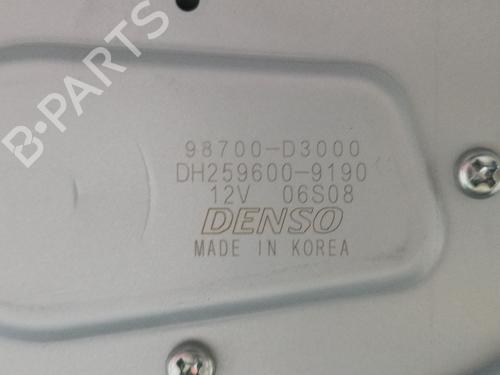 B-PARTS
98700-D3000
DH259600-9190
12V 06S08
DENSO
MADE IN KOREA